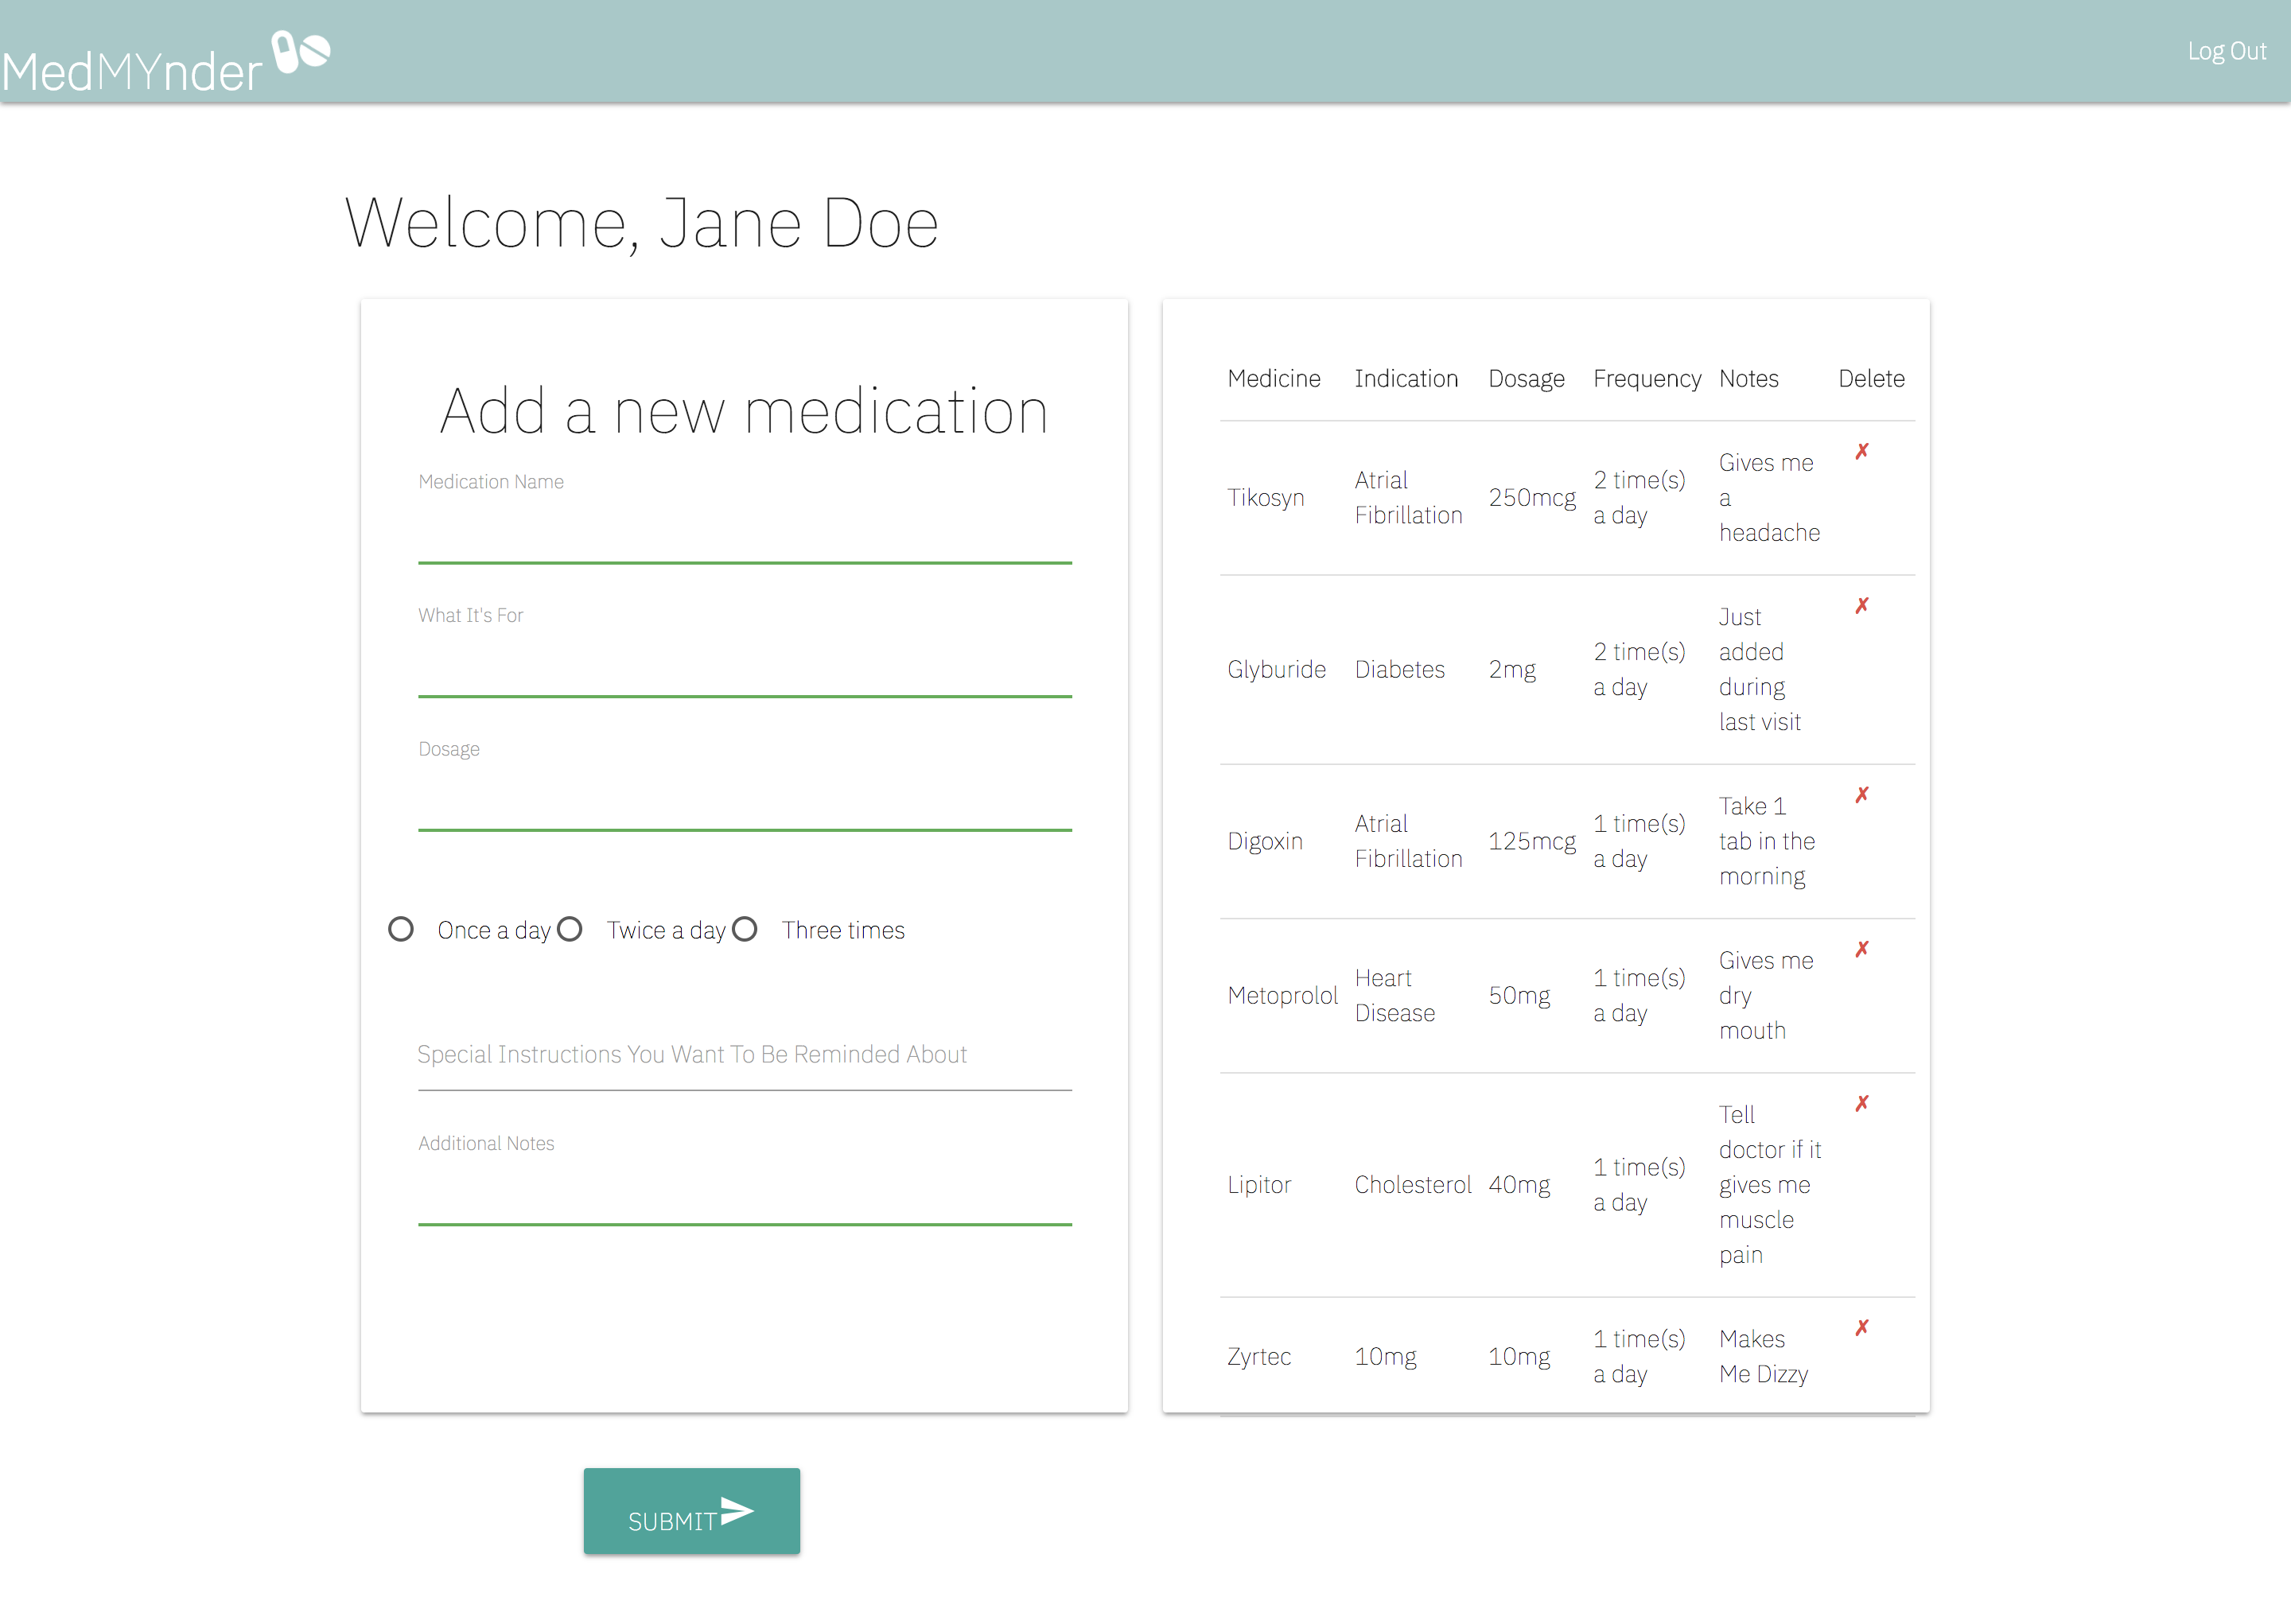 MedMYnder
Log Out
Welcome, Jane Doe
Add a new medication
Medication Name
What It's For
Dosage
Once a day Twice a day Three times
Special Instructions You Want To Be Reminded About
Additional Notes
SUBMIT
Medicine Indication Dosage Frequency Notes Delete
Tikosyn
Atrial
Fibrillation
250mcg
2 time(s)
a day
Gives me
a
headache
✗
Glyburide
Diabetes
2mg
2 time(s)
a day
Just
added
during
last visit
✗
Digoxin
Atrial
Fibrillation
125mcg
1 time(s)
a day
Take 1
tab in the
morning
✗
Metoprolol
Heart
Disease
50mg
1 time(s)
a day
Gives me
dry
mouth
✗
Lipitor
Cholesterol
40mg
1 time(s)
a day
Tell
doctor if it
gives me
muscle
pain
✗
Zyrtec
10mg
10mg
1 time(s)
a day
Makes
Me Dizzy
✗